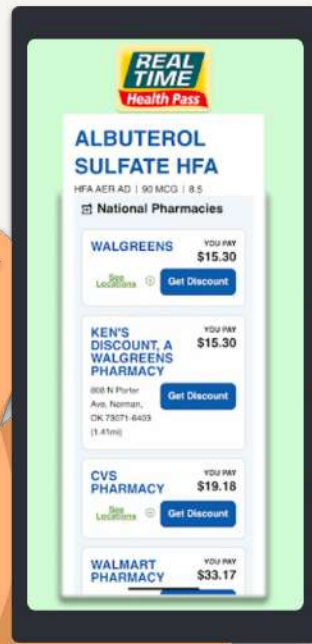 REAL
TIME
Health Pass
ALBUTEROL
SULFATE HFA
HFA AER AD | 90 MCG | 8.5
National Pharmacies
WALGREENS
YOU PAY
$15.30
See
Locations
Get Discount
KEN'S
DISCOUNT, A
WALGREENS
PHARMACY
YOU PAY
$15.30
808 N Porter
Ave, Norman,
OK 73071-6403
(1.41mi)
Get Discount
CVS
PHARMACY
YOU PAY
$19.18
See
Locations
Get Discount
WALMART
PHARMACY
YOU PAY
$33.17